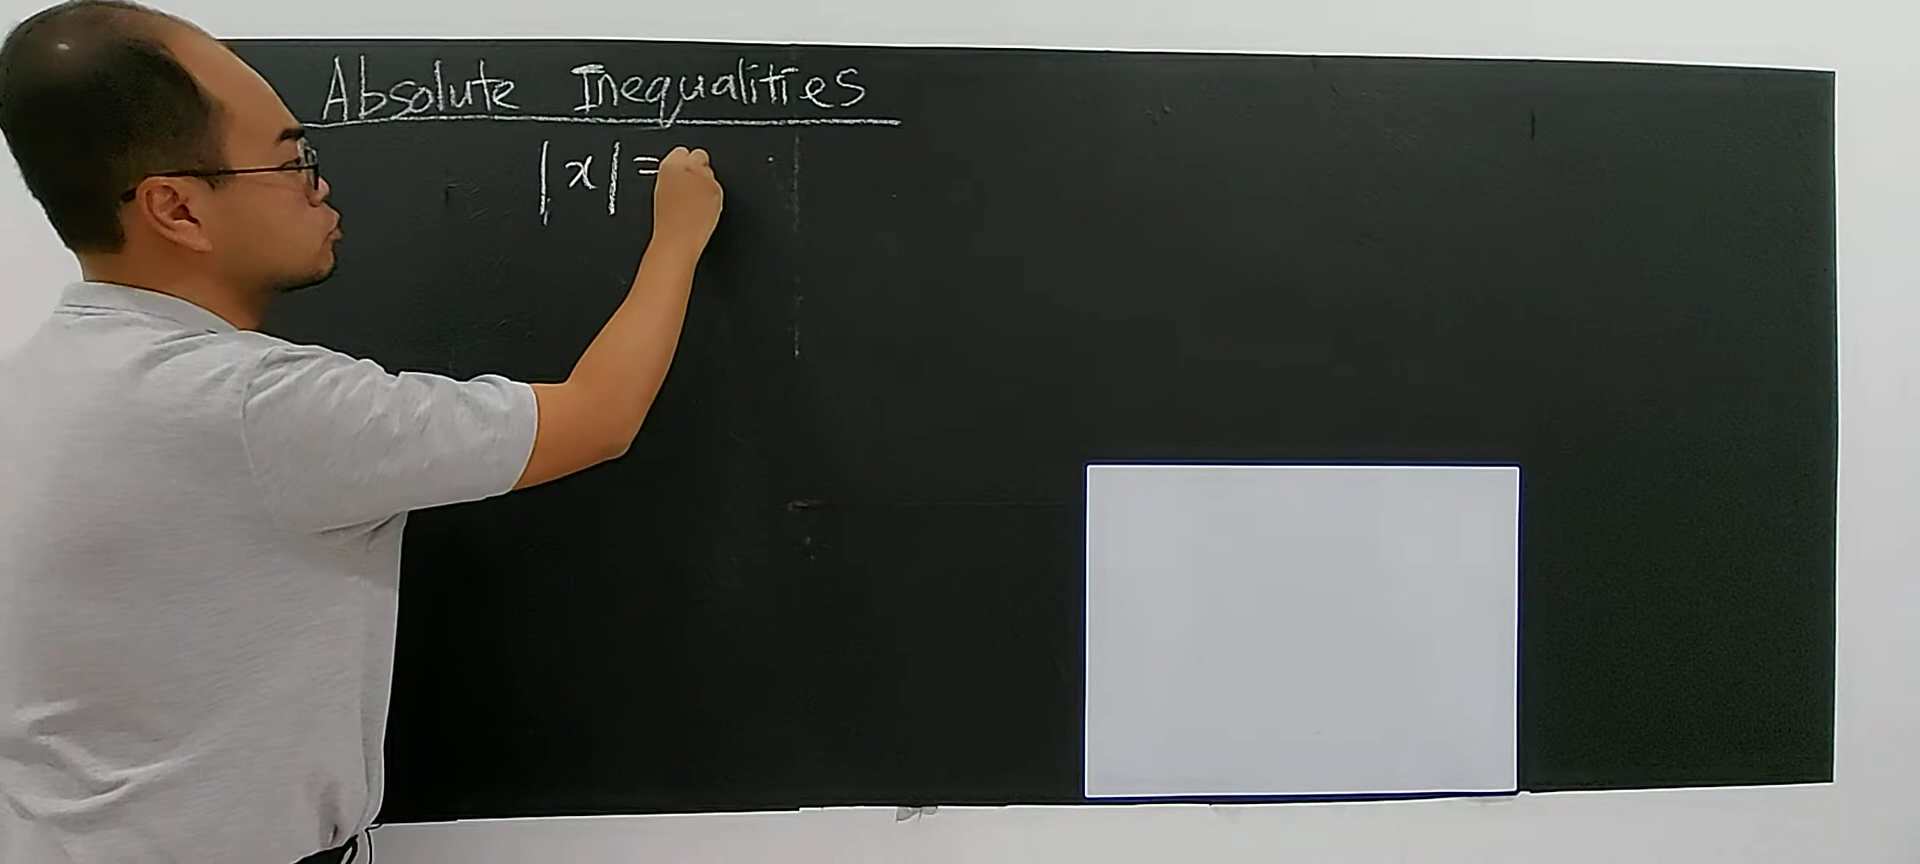 Absolute Inequalities
|x| =